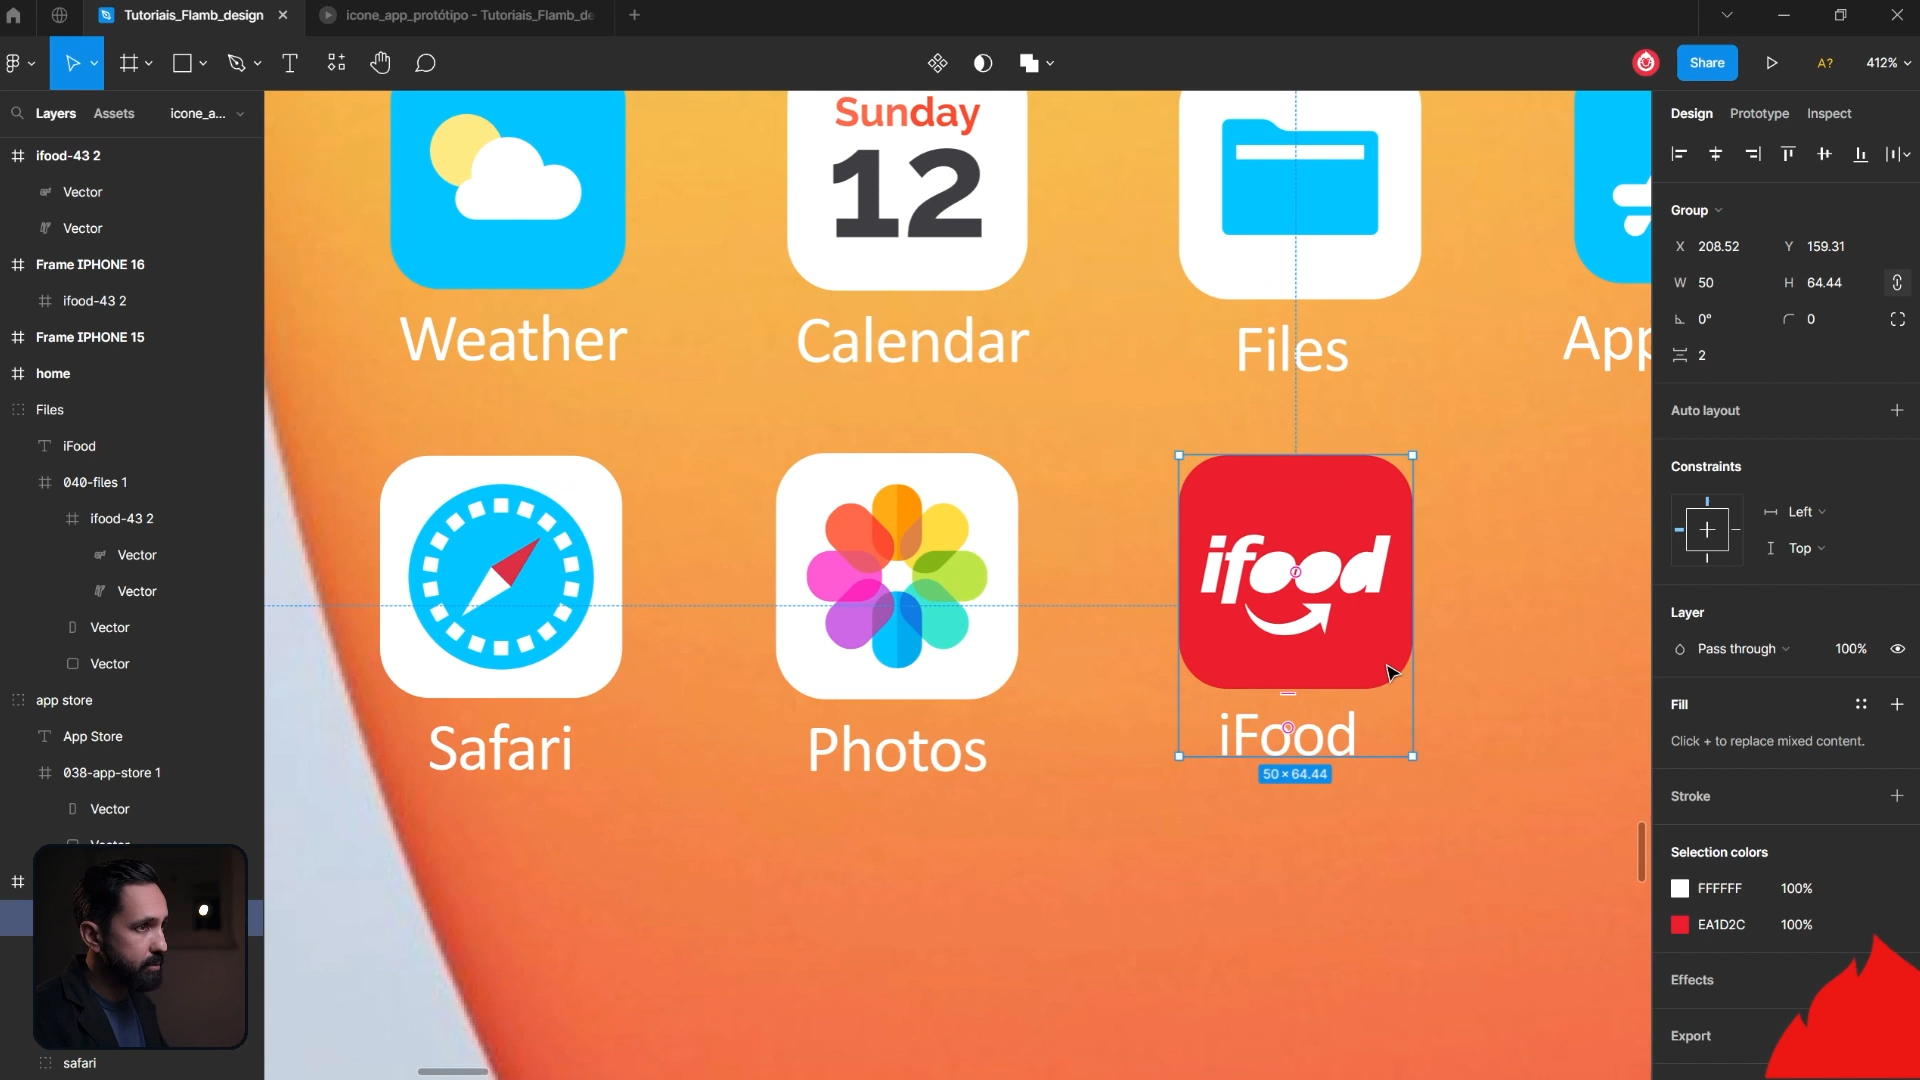 Tutoriais_Flamb_design
icone_app_protótipo - Tutoriais_Flamb_de
Share
A?
412%
Layers
Assets
icone_a...
ifood-43 2
Vector
Vector
Frame IPHONE 16
ifood-43 2
Frame IPHONE 15
home
Files
iFood
040-files 1
ifood-43 2
Vector
Vector
Vector
Vector
app store
App Store
038-app-store 1
Vector
safari
Sunday
12
Weather
Calendar
Files
App
ifood
Safari
Photos
iFood
50 × 64.44
Design
Prototype
Inspect
Group
X 208.52
Y 159.31
W 50
H 64.44
0°
0
2
Auto layout
Constraints
Left
Top
Layer
Pass through
100%
Fill
Click + to replace mixed content.
Stroke
Selection colors
FFFFFF 100%
EA1D2C 100%
Effects
Export